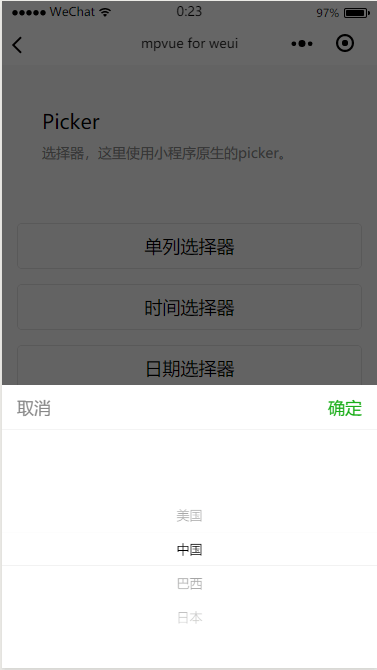 ●●●●● WeChat 0:23 97%
mpvue for weui
Picker
选择器，这里使用小程序原生的picker。
单列选择器
时间选择器
日期选择器
取消 确定
美国
中国
巴西
日本